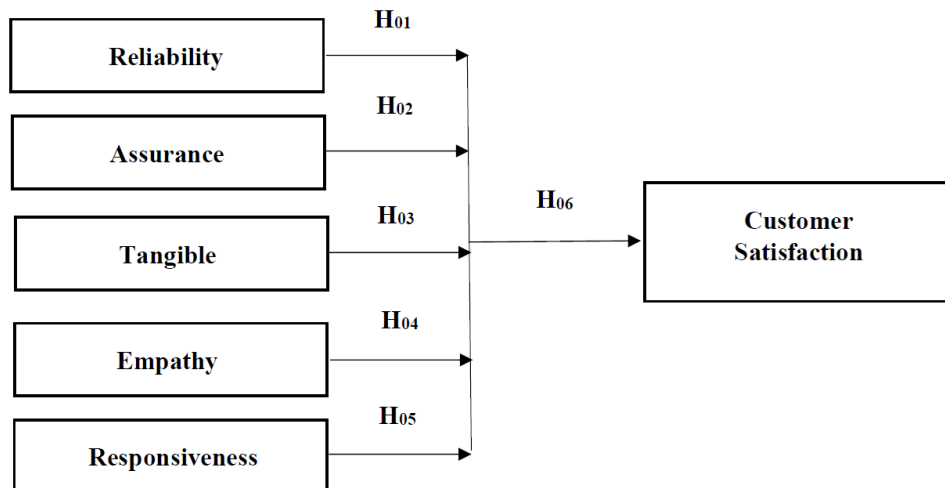 H01
Reliability
H02
Assurance
H03
Tangible
H06
Customer
Satisfaction
H04
Empathy
H05
Responsiveness